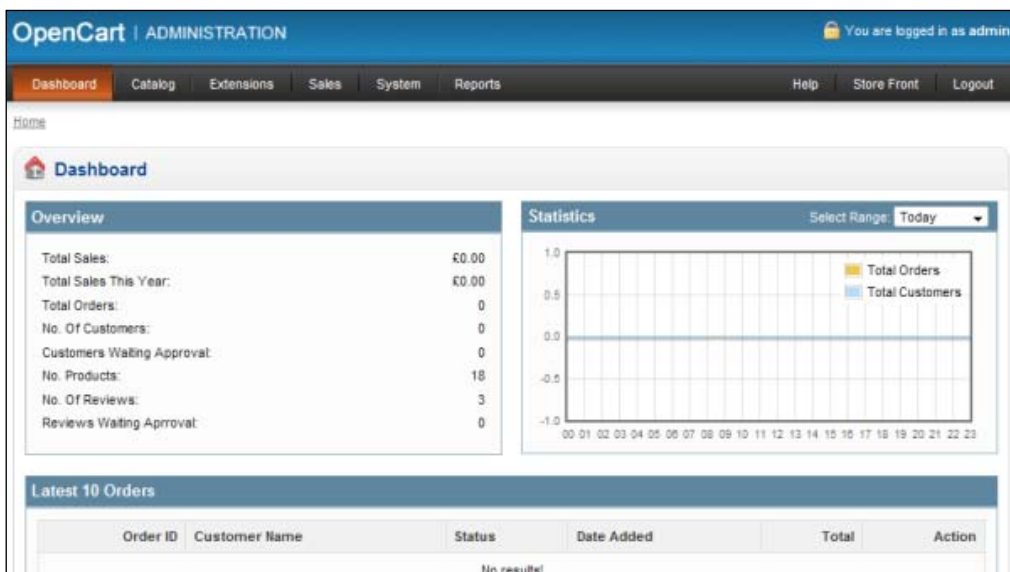 OpenCart | ADMINISTRATION
You are logged in as admin
Dashboard Catalog Extensions Sales System Reports Help Store Front Logout
Home
Dashboard
Overview
Total Sales: £0.00
Total Sales This Year: £0.00
Total Orders: 0
No. Of Customers: 0
Customers Waiting Approval: 0
No. Products: 18
No. Of Reviews: 3
Reviews Waiting Aprroval: 0
Statistics
Select Range: Today
Total Orders
Total Customers
1.0
0.5
0.0
-0.5
-1.0
00 01 02 03 04 05 06 07 08 09 10 11 12 13 14 15 16 17 18 19 20 21 22 23
Latest 10 Orders
Order ID Customer Name Status Date Added Total Action
No results!